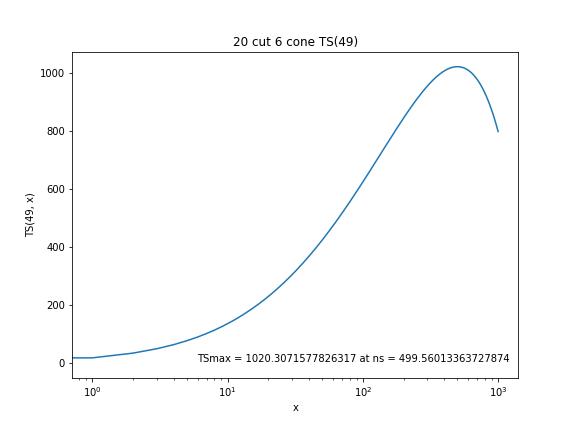 20 cut 6 cone TS(49)
1000
800
600
400
200
0
TS(49, x)
TSmax = 1020.3071577826317 at ns = 499.56013363727874
10⁰ 10¹ 10² 10³
x